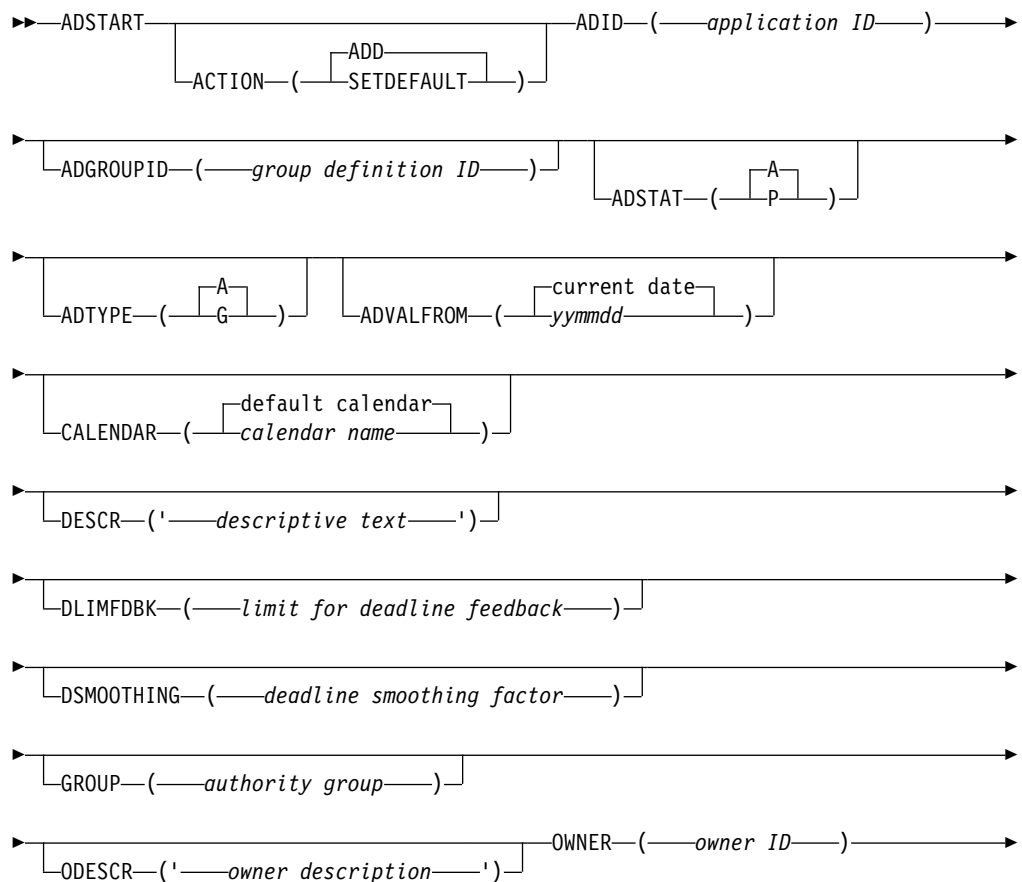 ADSTART ADID ( application ID )
ADD
ACTION ( SETDEFAULT )
ADGROUPID ( group definition ID )
A
ADSTAT ( P )
A
ADTYPE ( G )
current date
ADVALFROM ( yymmdd )
default calendar
CALENDAR ( calendar name )
DESCR (' descriptive text ')
DLIMFDBK ( limit for deadline feedback )
DSMOOTHING ( deadline smoothing factor )
GROUP ( authority group )
OWNER ( owner ID )
ODESCR (' owner description ')